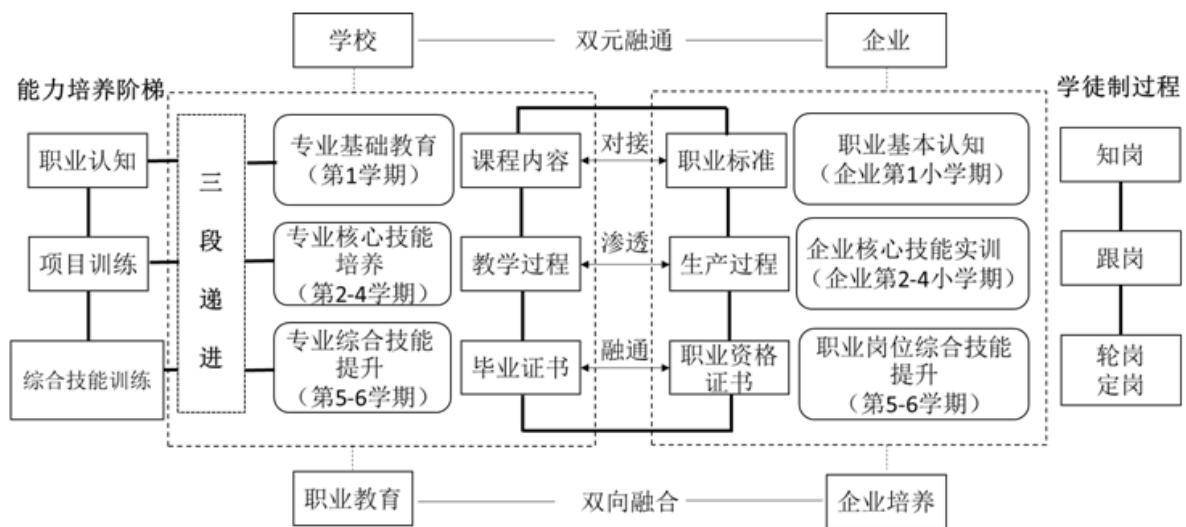 学校
双元融通
企业
能力培养阶梯
学徒制过程
职业认知
项目训练
综合技能训练
三
段
递
进
专业基础教育
（第1学期）
专业核心技能
培养
（第2-4学期）
专业综合技能
提升
（第5-6学期）
课程内容
教学过程
毕业证书
对接
渗透
融通
职业标准
生产过程
职业资格
证书
职业基本认知
（企业第1小学期）
企业核心技能实训
（企业第2-4小学期）
职业岗位综合技能
提升
（第5-6学期）
知岗
跟岗
轮岗
定岗
职业教育
双向融合
企业培养